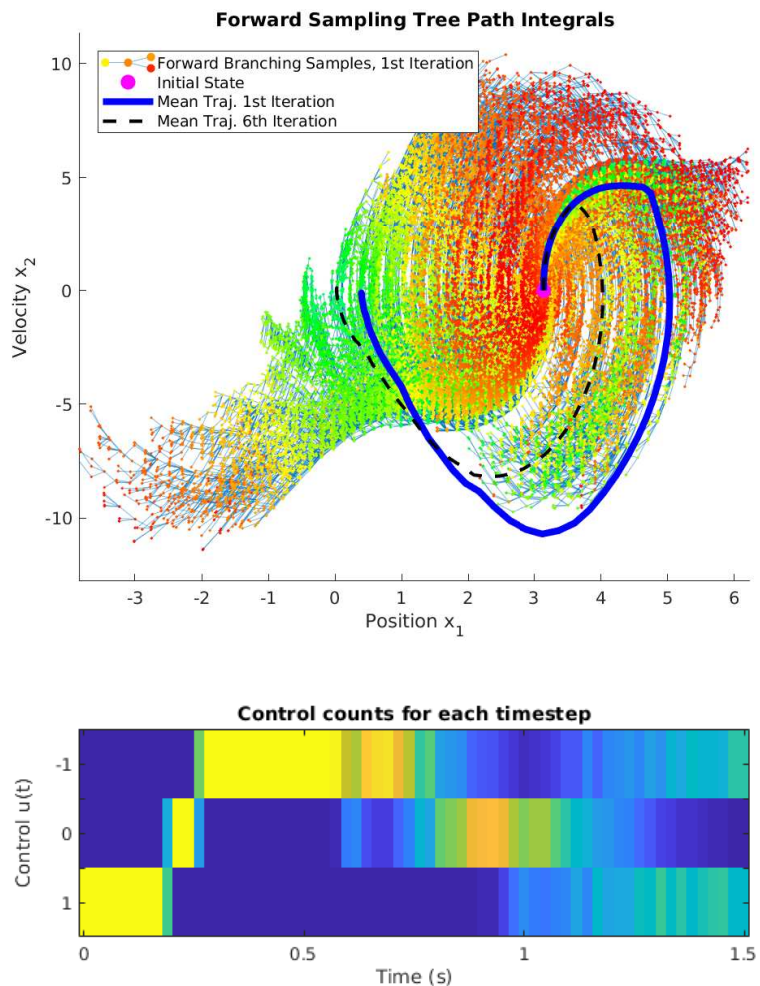 Forward Sampling Tree Path Integrals
10
5
0
-5
-10
Velocity x2
Forward Branching Samples, 1st Iteration
Initial State
Mean Traj. 1st Iteration
Mean Traj. 6th Iteration
-3 -2 -1 0 1 2 3 4 5 6
Position x1
Control counts for each timestep
-1
0
1
Control u(t)
0 0.5 1 1.5
Time (s)